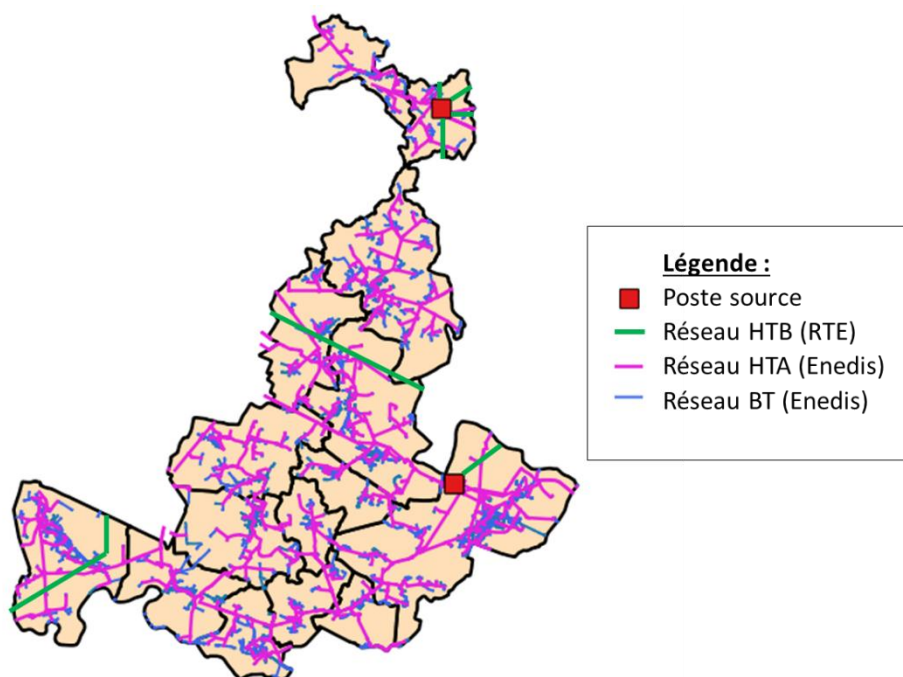 Légende :
Poste source
Réseau HTB (RTE)
Réseau HTA (Enedis)
Réseau BT (Enedis)